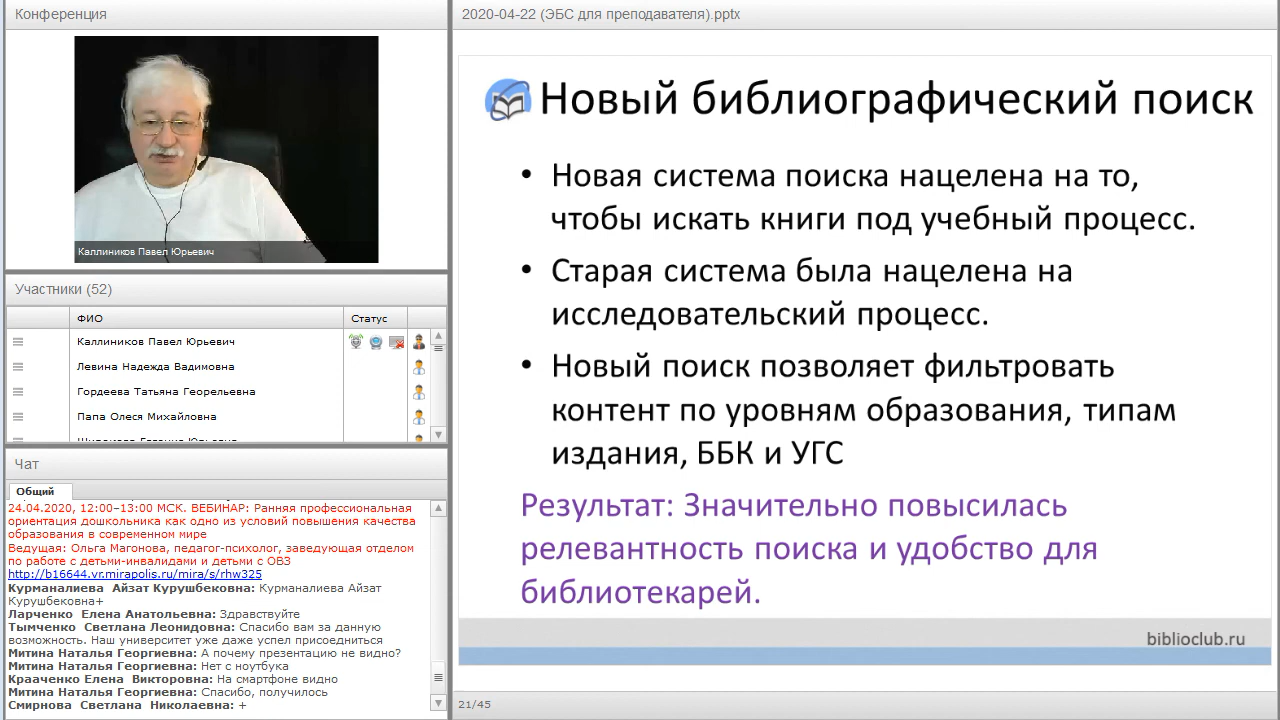 Конференция
Каллиников Павел Юрьевич
Участники (52)
ФИО
Статус
Каллиников Павел Юрьевич
Левина Надежда Вадимовна
Гордеева Татьяна Георельевна
Папа Олеся Михайловна
Чат
Общий
24.04.2020, 12:00–13:00 МСК. ВЕБИНАР: Ранняя профессиональная
ориентация дошкольника как одно из условий повышения качества
образования в современном мире
Ведущая: Ольга Магонова, педагог-психолог, заведующая отделом
по работе с детьми-инвалидами и детьми с ОВЗ
http://b16644.vr.mirapolis.ru/mira/s/rhw325
Курманалиева Айзат Курушбековна: Курманалиева Айзат
Курушбековна+
Ларченко Елена Анатольевна: Здравствуйте
Тымченко Светлана Леонидовна: Спасибо вам за данную
возможность. Наш университет уже даже успел присоединиться
Митина Наталья Георгиевна: А почему презентацию не видно?
Митина Наталья Георгиевна: Нет с ноутбука
Крааченко Елена Викторовна: На смартфоне видно
Митина Наталья Георгиевна: Спасибо, получилось
Смирнова Светлана Николаевна: +
2020-04-22 (ЭБС для преподавателя).pptx
Новый библиографический поиск
• Новая система поиска нацелена на то,
чтобы искать книги под учебный процесс.
• Старая система была нацелена на
исследовательский процесс.
• Новый поиск позволяет фильтровать
контент по уровням образования, типам
издания, ББК и УГС
Результат: Значительно повысилась
релевантность поиска и удобство для
библиотекарей.
biblioclub.ru
21/45